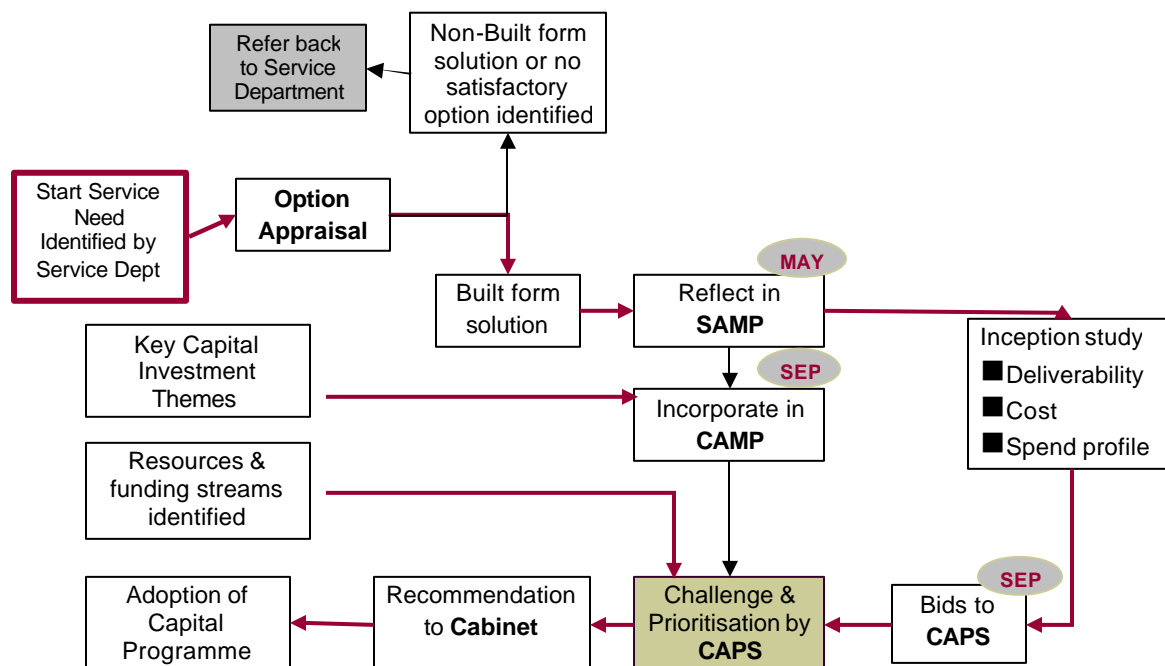 Refer back
to Service
Department
Non-Built form
solution or no
satisfactory
option identified
Start Service
Need
Identified by
Service Dept
Option
Appraisal
Built form
solution
MAY
Reflect in
SAMP
Inception study
Deliverability
Cost
Spend profile
Key Capital
Investment
Themes
SEP
Incorporate in
CAMP
Resources &
funding streams
identified
Adoption of
Capital
Programme
Recommendation
to Cabinet
Challenge &
Prioritisation by
CAPS
SEP
Bids to
CAPS